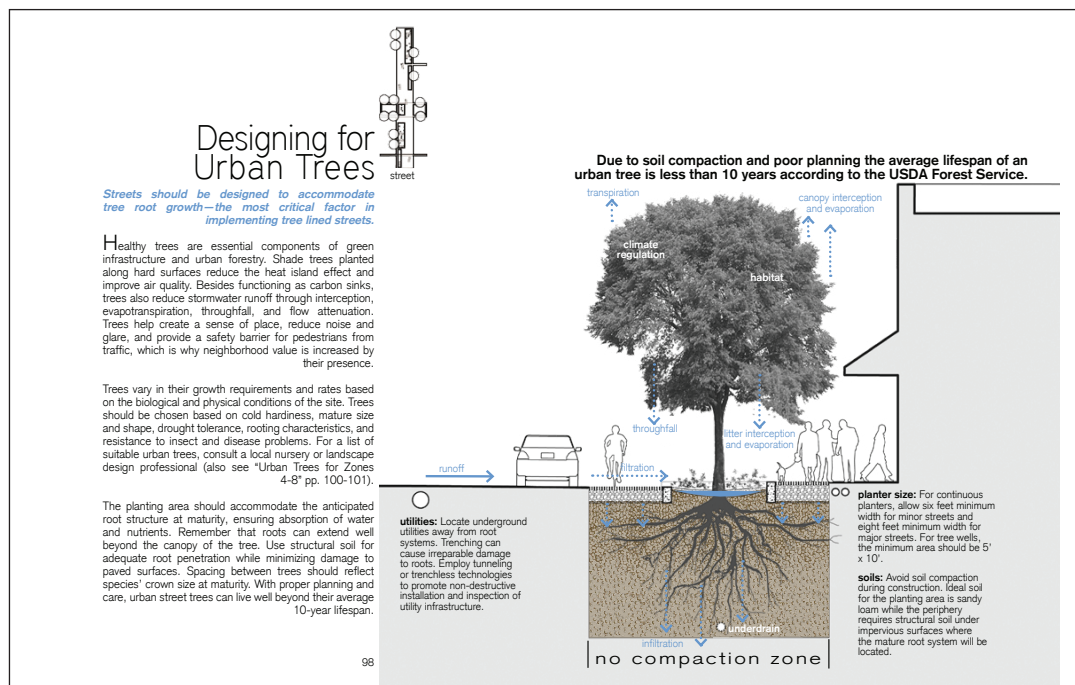 Designing for
Urban Trees
street
Streets should be designed to accommodate
tree root growth—the most critical factor in
implementing tree lined streets.
Healthy trees are essential components of green
infrastructure and urban forestry. Shade trees planted
along hard surfaces reduce the heat island effect and
improve air quality. Besides functioning as carbon sinks,
trees also reduce stormwater runoff through interception,
evapotranspiration, throughfall, and flow attenuation.
Trees help create a sense of place, reduce noise and
glare, and provide a safety barrier for pedestrians from
traffic, which is why neighborhood value is increased by
their presence.
Trees vary in their growth requirements and rates based
on the biological and physical conditions of the site. Trees
should be chosen based on cold hardiness, mature size
and shape, drought tolerance, rooting characteristics, and
resistance to insect and disease problems. For a list of
suitable urban trees, consult a local nursery or landscape
design professional (also see "Urban Trees for Zones
4-8" pp. 100-101).
The planting area should accommodate the anticipated
root structure at maturity, ensuring absorption of water
and nutrients. Remember that roots can extend well
beyond the canopy of the tree. Use structural soil for
adequate root penetration while minimizing damage to
paved surfaces. Spacing between trees should reflect
species' crown size at maturity. With proper planning and
care, urban street trees can live well beyond their average
10-year lifespan.
98
Due to soil compaction and poor planning the average lifespan of an
urban tree is less than 10 years according to the USDA Forest Service.
transpiration
canopy interception
and evaporation
climate
regulation
habitat
throughfall
litter interception
and evaporation
runoff
filtration
utilities: Locate underground
utilities away from root
systems. Trenching can
cause irreparable damage
to roots. Employ tunneling
or trenchless technologies
to promote non-destructive
installation and inspection of
utility infrastructure.
planter size: For continuous
planters, allow six feet minimum
width for minor streets and
eight feet minimum width for
major streets. For tree wells,
the minimum area should be 5'
x 10'.
soils: Avoid soil compaction
during construction. Ideal soil
for the planting area is sandy
loam while the periphery
requires structural soil under
impervious surfaces where
the mature root system will be
located.
underdrain
infiltration
no compaction zone